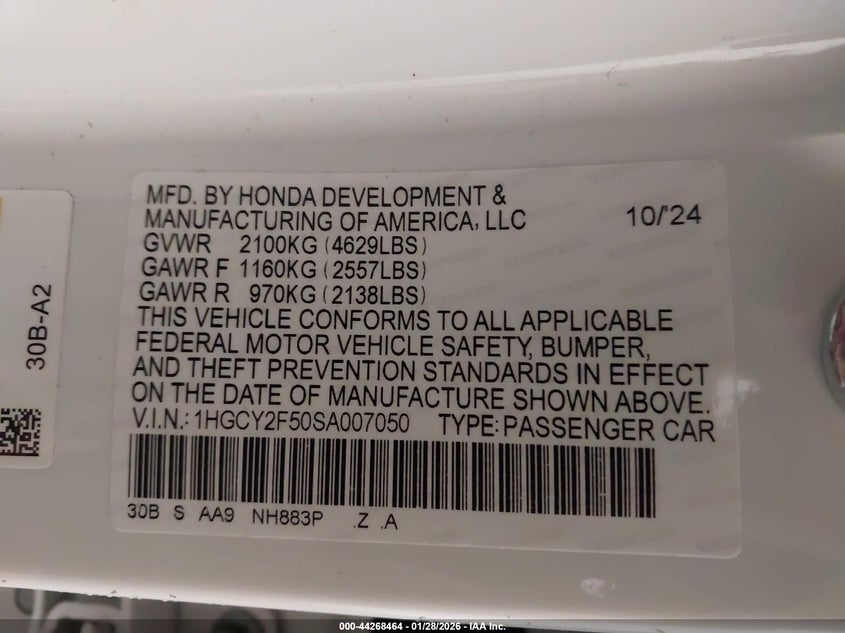 MFD. BY HONDA DEVELOPMENT &
MANUFACTURING OF AMERICA, LLC 10/'24
GVWR 2100KG (4629LBS)
GAWR F 1160KG (2557LBS)
GAWR R 970KG (2138LBS)
THIS VEHICLE CONFORMS TO ALL APPLICABLE
FEDERAL MOTOR VEHICLE SAFETY, BUMPER,
AND THEFT PREVENTION STANDARDS IN EFFECT
ON THE DATE OF MANUFACTURE SHOWN ABOVE.
V.I.N.: 1HGCY2F50SA007050 TYPE: PASSENGER CAR
30B S AA9 NH883P .Z .A
30B-A2
000-44268464 | 01/28/2026 - IAA Inc.